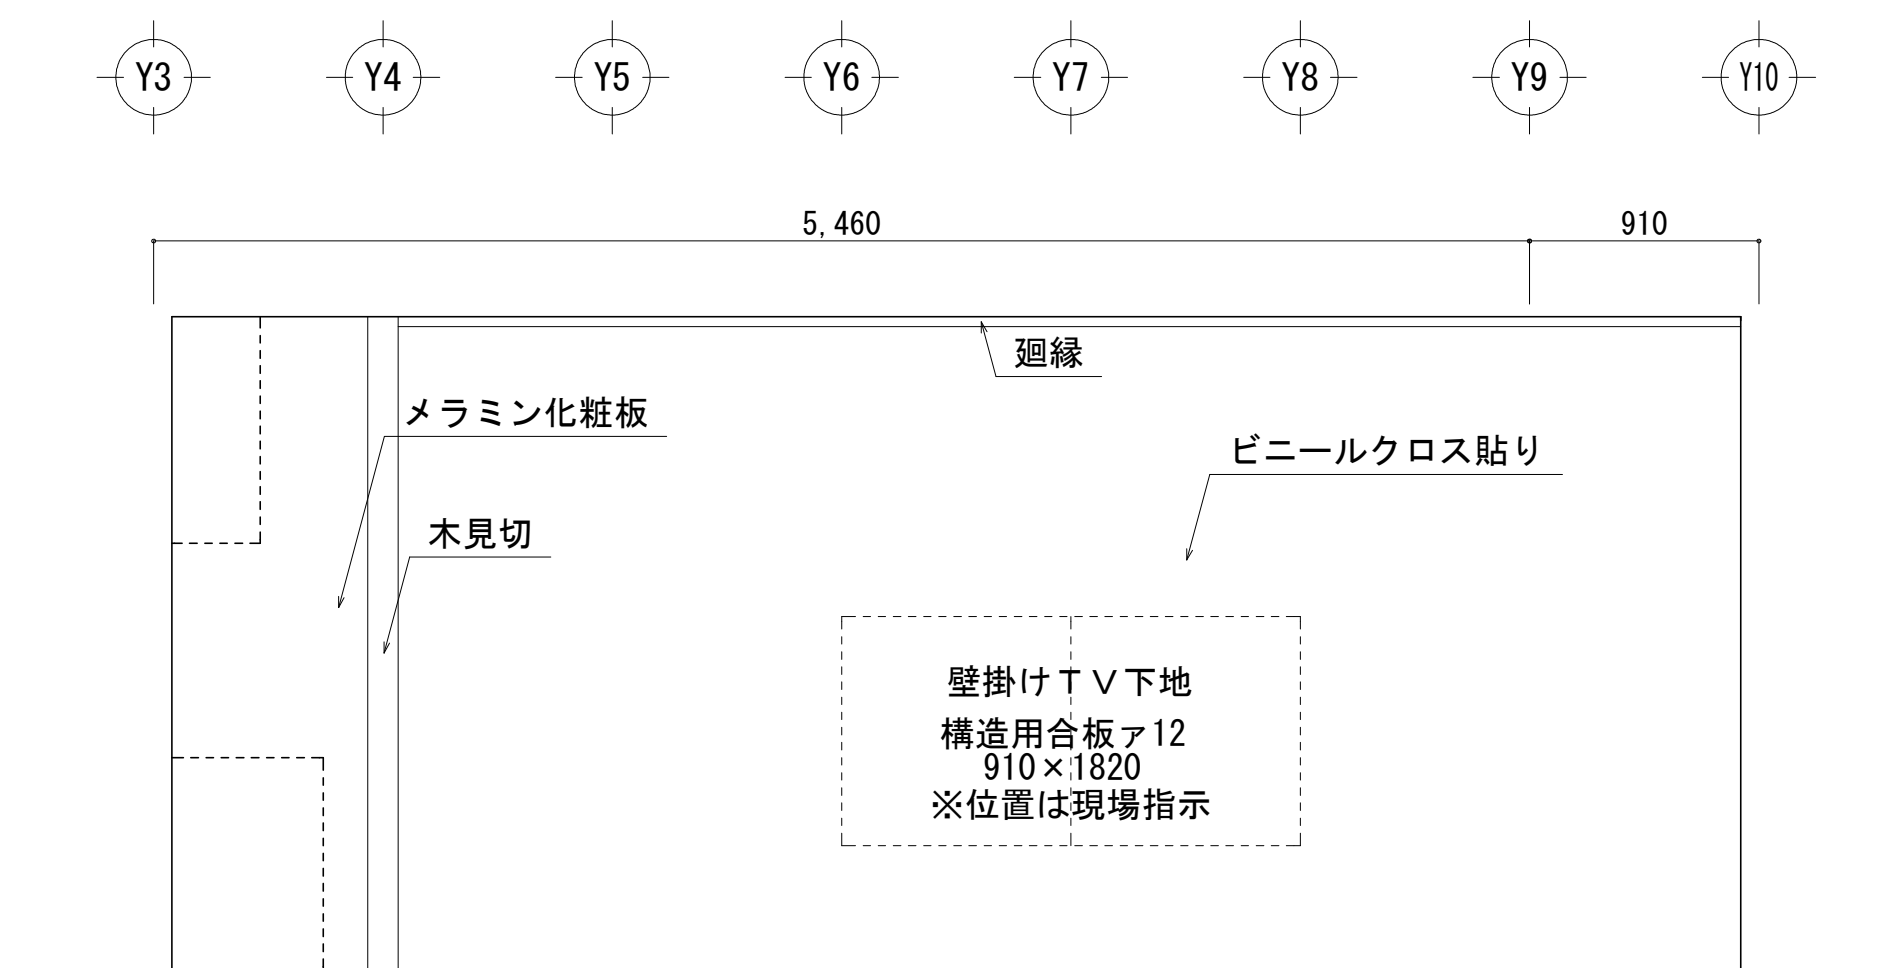 Y3 Y4 Y5 Y6 Y7 Y8 Y9 Y10
5,460 910
廻縁
メラミン化粧板
ビニールクロス貼り
木見切
壁掛けＴＶ下地
構造用合板ァ12
910×1820
※位置は現場指示